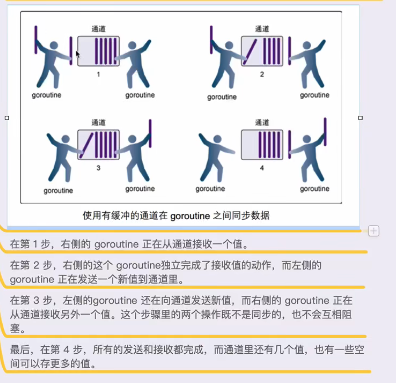 通道
通道
1
2
goroutine
goroutine
goroutine
goroutine
通道
通道
3
4
goroutine
goroutine
goroutine
goroutine
使用有缓冲的通道在 goroutine 之间同步数据
在第 1 步，右侧的 goroutine 正在从通道接收一个值。
在第 2 步，右侧的这个 goroutine独立完成了接收值的动作，而左侧的
goroutine 正在发送一个新值到通道里。
在第 3 步，左侧的goroutine 还在向通道发送新值，而右侧的 goroutine 正在
从通道接收另外一个值。这个步骤里的两个操作既不是同步的，也不会互相阻
塞。
最后，在第 4 步，所有的发送和接收都完成，而通道里还有几个值，也有一些空
间可以存更多的值。